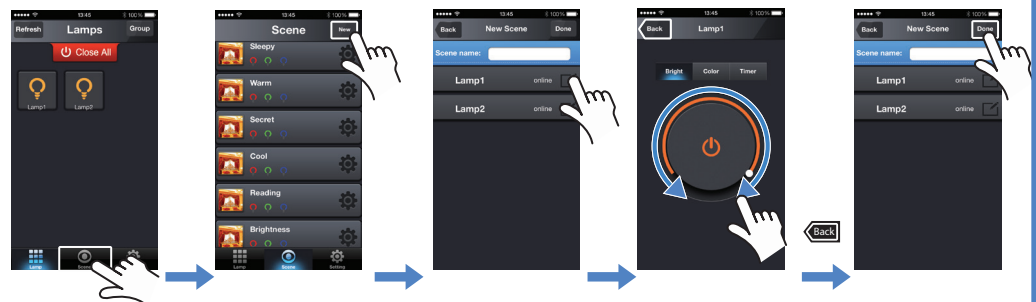 13:45
100%
Refresh
Lamps
Group
Close All
Lamp1
Lamp2
Lamp
Scene
13:45
100%
Scene
New
Sleepy
Warm
Secret
Cool
Reading
Brightness
Lamp
Scene
Setting
13:45
100%
Back
New Scene
Done
Scene name:
Lamp1
online
Lamp2
online
13:45
100%
Back
Lamp1
Bright
Color
Timer
Back
13:45
100%
Back
New Scene
Done
Scene name:
Lamp1
online
Lamp2
online